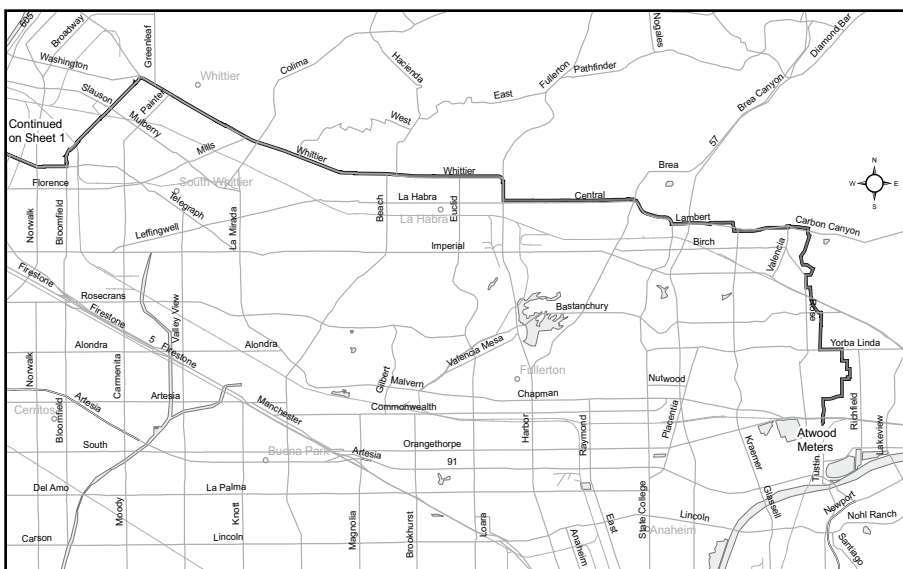 605
Broadway
Greenleaf
Washington
Whittier
Colima
Hacienda
Nogales
Diamond Bar
Fullerton
Pathfinder
East
Brea Canyon
Slauson
Painter
Mulberry
West
57
Continued
on Sheet 1
Mills
Whittier
Whittier
Brea
N
W
E
S
Florence
South Whittier
Telegraph
La Habra
Central
Beach
La Habra
Euclid
Lambert
Carbon Canyon
Norwalk
Bloomfield
Leffingwell
La Mirada
Imperial
Birch
Valencia
Firestone
Rosecrans
Firestone
Valley View
Bastanchury
Rose
5
Firestone
Alondra
Alondra
Valencia Mesa
Yorba Linda
Norwalk
Carmenita
Gilbert
Malvern
Fullerton
Nutwood
Artesia
Artesia
Chapman
Cerritos
Bloomfield
Manchester
Commonwealth
Harbor
Raymond
Placentia
Richfield
Lakeview
South
Orangethorpe
Atwood
Meters
Kraemer
Buena Park
Artesia
91
Tustin
Del Amo
La Palma
Moody
Knott
Glassell
Newport
Magnolia
Brookhurst
Loara
State College
Lincoln
Nohl Ranch
Anaheim
East
Anaheim
Carson
Lincoln
Santiago